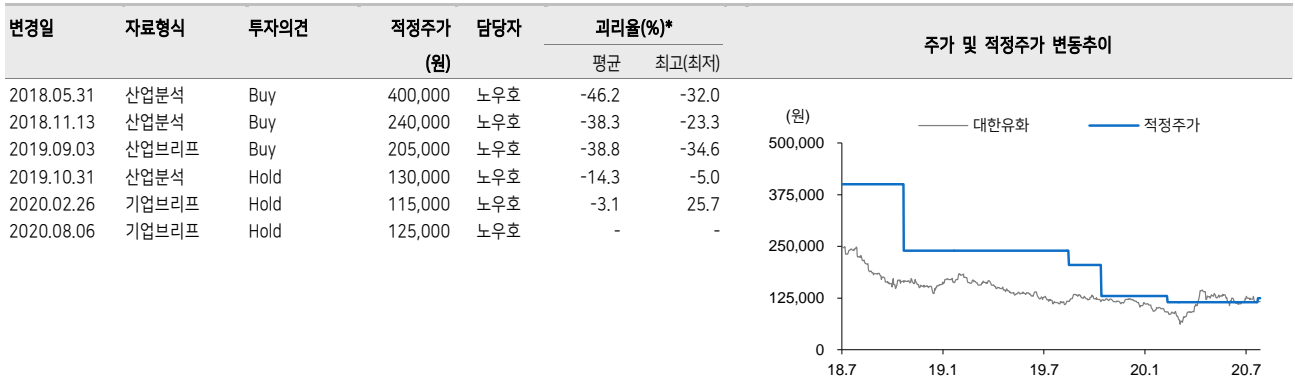 변경일 자료형식 투자의견 적정주가 담당자 괴리율(%)* 주가 및 적정주가 변동추이
(원) 평균 최고(최저)
2018.05.31 산업분석 Buy 400,000 노우호 -46.2 -32.0
2018.11.13 산업분석 Buy 240,000 노우호 -38.3 -23.3
2019.09.03 산업브리프 Buy 205,000 노우호 -38.8 -34.6
2019.10.31 산업분석 Hold 130,000 노우호 -14.3 -5.0
2020.02.26 기업브리프 Hold 115,000 노우호 -3.1 25.7
2020.08.06 기업브리프 Hold 125,000 노우호 - -
(원) 대한유화 적정주가
500,000
375,000
250,000
125,000
0
18.7 19.1 19.7 20.1 20.7